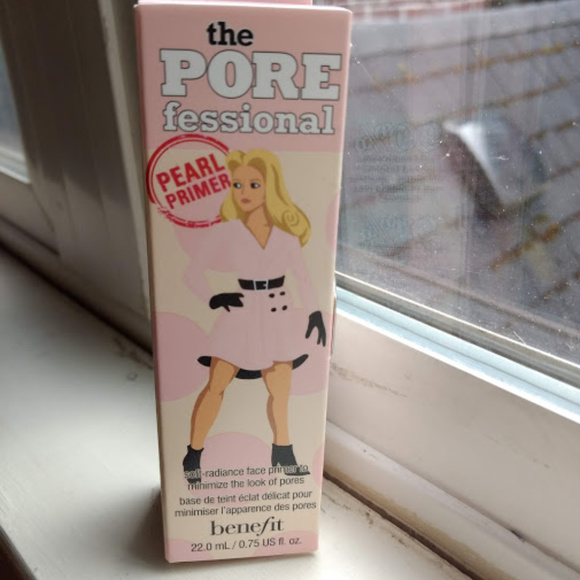 the
PORE
fessional
PEARL
PRIMER
soft-radiance face primer to
minimize the look of pores
base de teint éclat délicat pour
minimiser l'apparence des pores
benefit
22.0 mL / 0.75 US fl. oz.